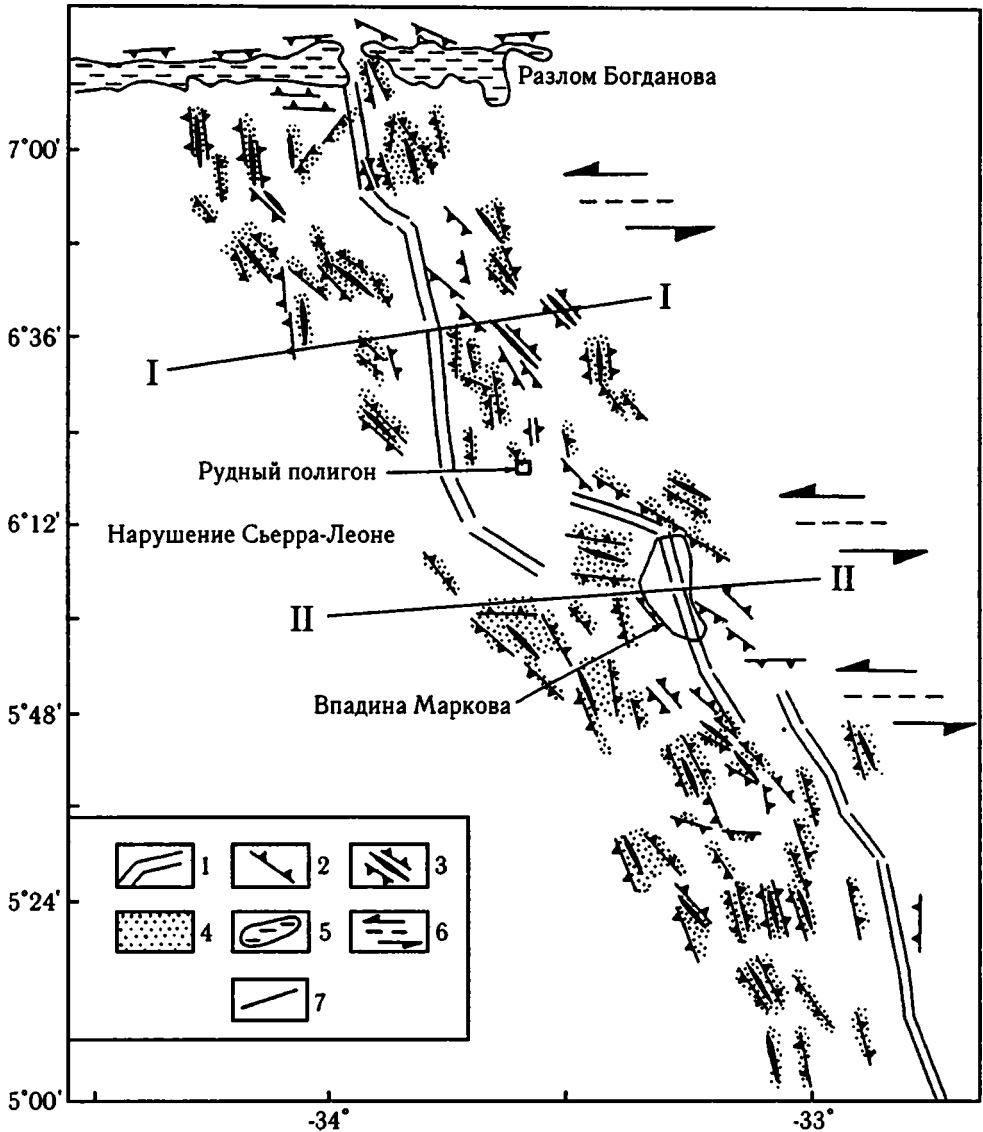 Разлом Богданова
7°00'
I
I
6°36'
Рудный полигон
6°12'
Нарушение Сьерра-Леоне
II
II
Впадина Маркова
5°48'
1
2
3
5°24'
4
5
6
7
5°00'
-34°
-33°